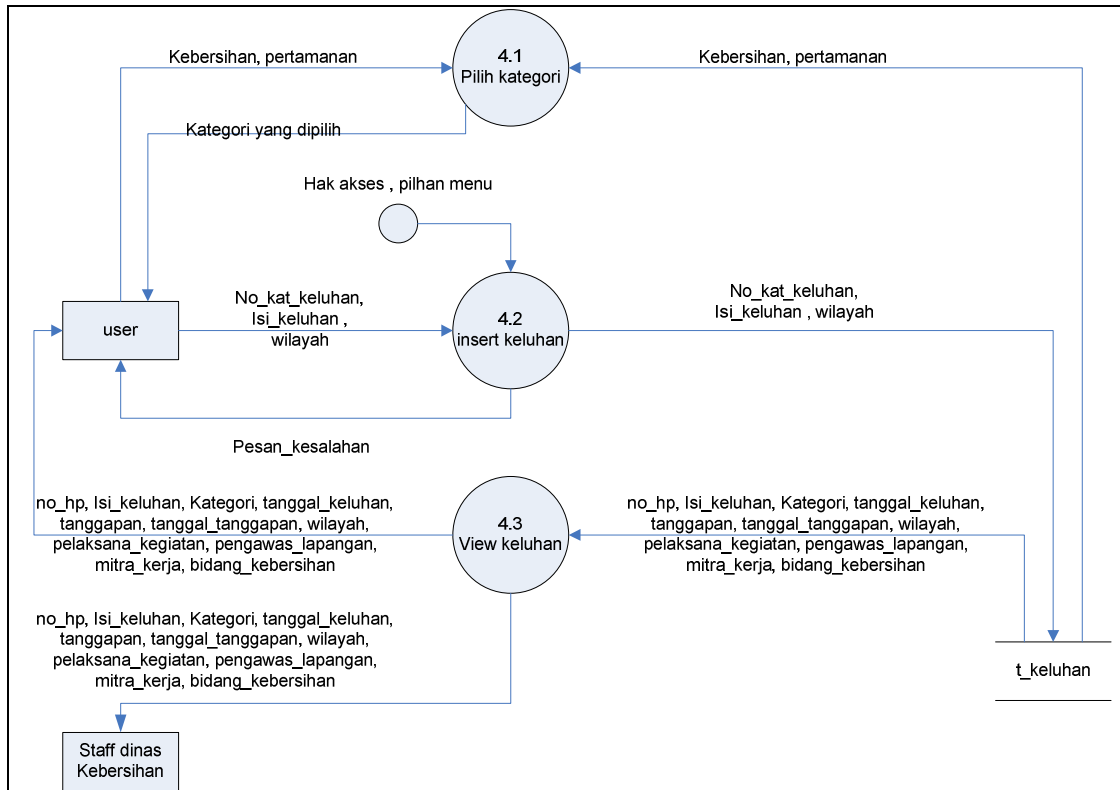 4.1
Pilih kategori
Kebersihan, pertamanan
Kebersihan, pertamanan
Kategori yang dipilih
Hak akses , pilhan menu
user
No_kat_keluhan,
Isi_keluhan ,
wilayah
4.2
insert keluhan
No_kat_keluhan,
Isi_keluhan , wilayah
Pesan_kesalahan
no_hp, Isi_keluhan, Kategori, tanggal_keluhan,
tanggapan, tanggal_tanggapan, wilayah,
pelaksana_kegiatan, pengawas_lapangan,
mitra_kerja, bidang_kebersihan
4.3
View keluhan
no_hp, Isi_keluhan, Kategori, tanggal_keluhan,
tanggapan, tanggal_tanggapan, wilayah,
pelaksana_kegiatan, pengawas_lapangan,
mitra_kerja, bidang_kebersihan
no_hp, Isi_keluhan, Kategori, tanggal_keluhan,
tanggapan, tanggal_tanggapan, wilayah,
pelaksana_kegiatan, pengawas_lapangan,
mitra_kerja, bidang_kebersihan
t_keluhan
Staff dinas
Kebersihan